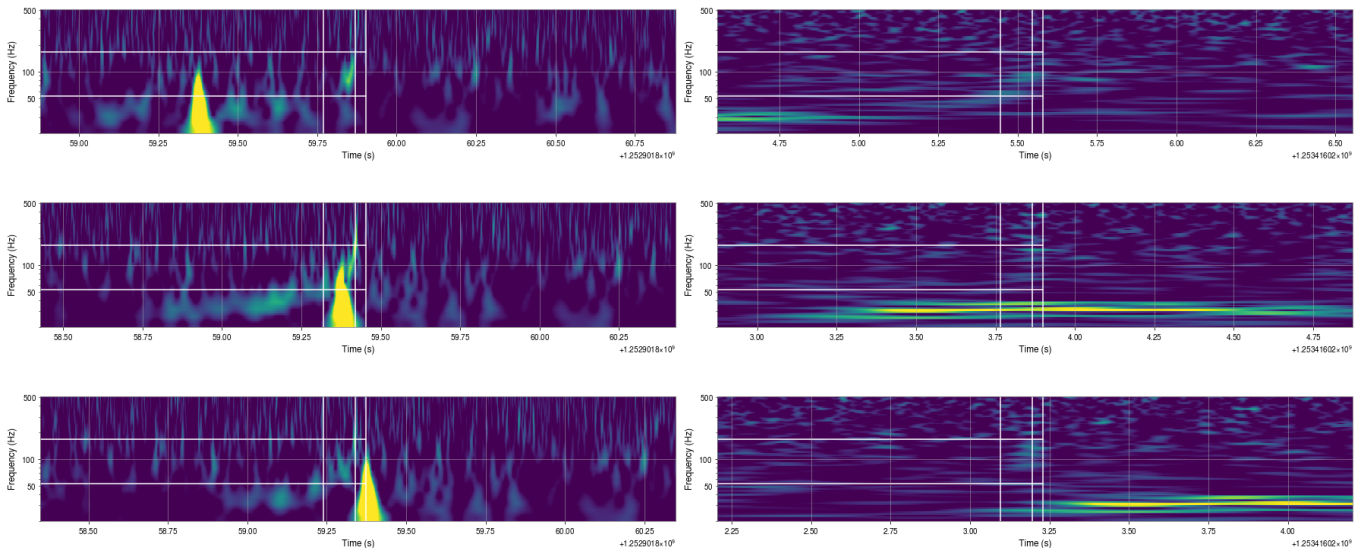 500
100
50
Frequency (Hz)
59.00 59.25 59.50 59.75 60.00 60.25 60.50 60.75
Time (s)
+1.2529018×10⁹
500
100
50
Frequency (Hz)
4.75 5.00 5.25 5.50 5.75 6.00 6.25 6.50
Time (s)
+1.25341602×10⁹
500
100
50
Frequency (Hz)
58.50 58.75 59.00 59.25 59.50 59.75 60.00 60.25
Time (s)
+1.2529018×10⁹
500
100
50
Frequency (Hz)
3.00 3.25 3.50 3.75 4.00 4.25 4.50 4.75
Time (s)
+1.25341602×10⁹
500
100
50
Frequency (Hz)
58.50 58.75 59.00 59.25 59.50 59.75 60.00 60.25
Time (s)
+1.2529018×10⁹
500
100
50
Frequency (Hz)
2.25 2.50 2.75 3.00 3.25 3.50 3.75 4.00
Time (s)
+1.25341602×10⁹